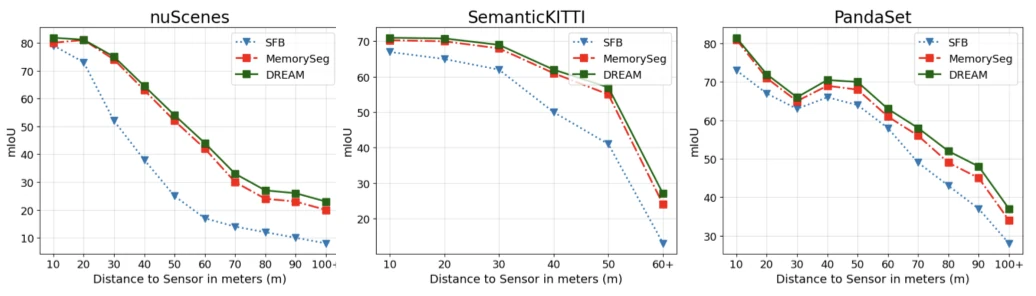 nuScenes
mIoU
80
70
60
50
40
30
20
10
SFB
MemorySeg
DREAM
10 20 30 40 50 60 70 80 90 100+
Distance to Sensor in meters (m)
SemanticKITTI
mIoU
70
60
50
40
30
20
SFB
MemorySeg
DREAM
10 20 30 40 50 60+
Distance to Sensor in meters (m)
PandaSet
mIoU
80
70
60
50
40
30
SFB
MemorySeg
DREAM
10 20 30 40 50 60 70 80 90 100+
Distance to Sensor in meters (m)